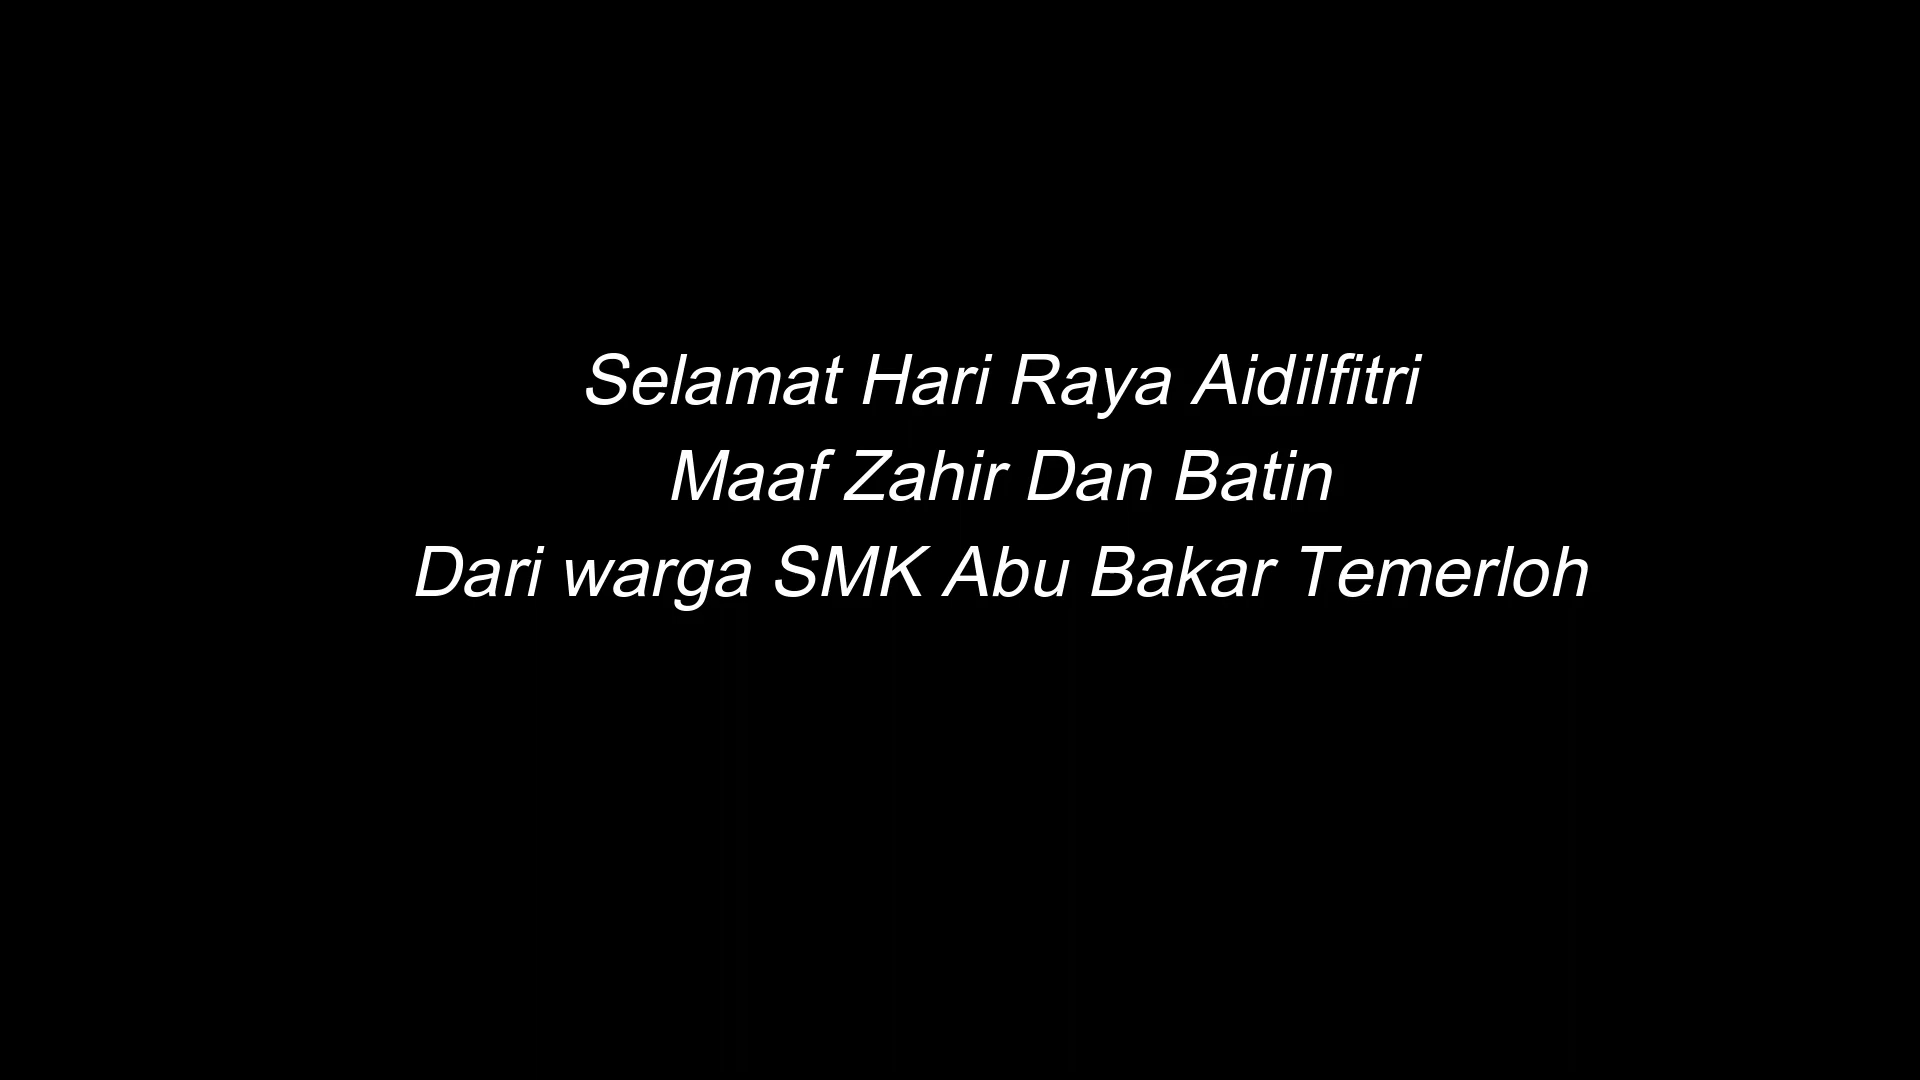 Selamat Hari Raya Aidilfitri
Maaf Zahir Dan Batin
Dari warga SMK Abu Bakar Temerloh